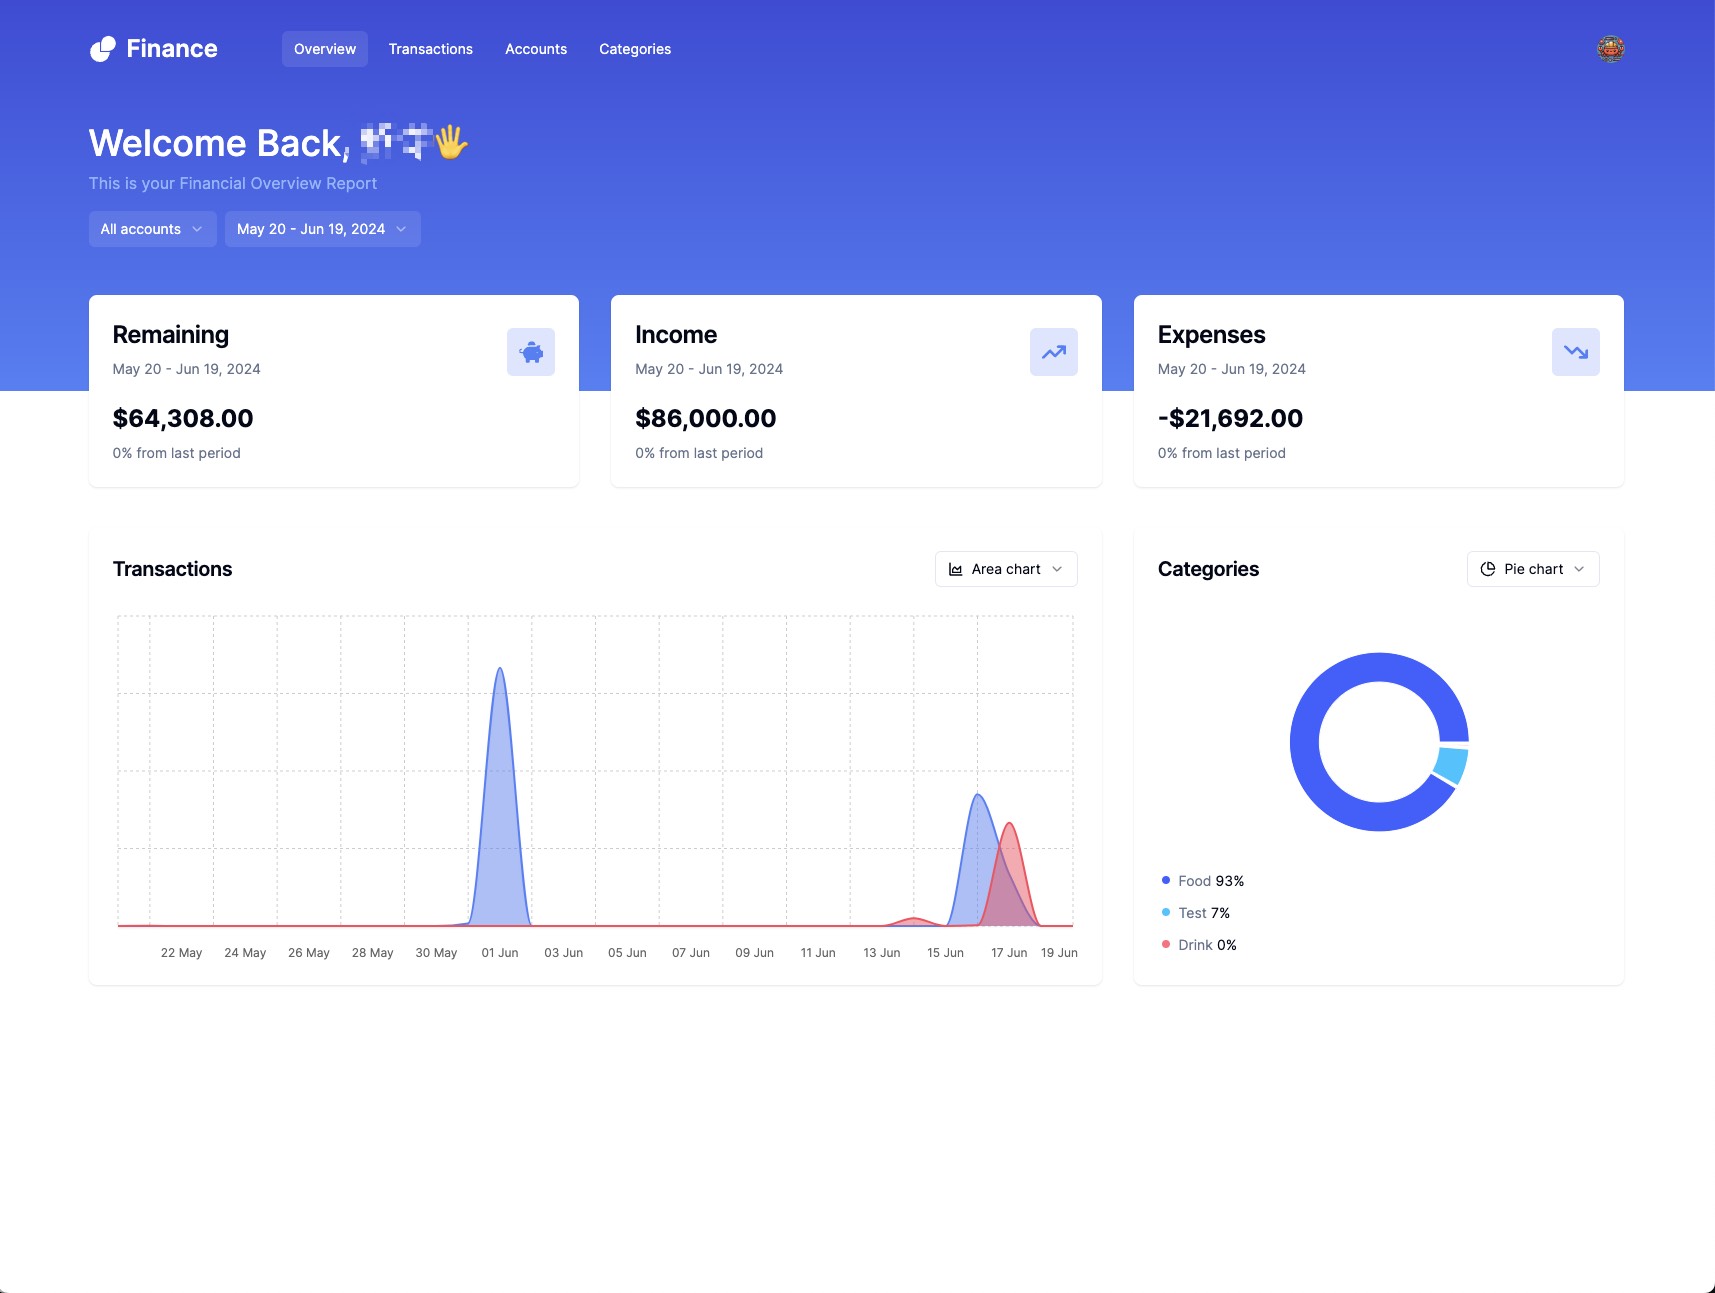 Finance
Overview Transactions Accounts Categories
Welcome Back,
This is your Financial Overview Report
All accounts May 20 - Jun 19, 2024
Remaining
May 20 - Jun 19, 2024
$64,308.00
0% from last period
Income
May 20 - Jun 19, 2024
$86,000.00
0% from last period
Expenses
May 20 - Jun 19, 2024
-$21,692.00
0% from last period
Transactions
Area chart
22 May 24 May 26 May 28 May 30 May 01 Jun 03 Jun 05 Jun 07 Jun 09 Jun 11 Jun 13 Jun 15 Jun 17 Jun 19 Jun
Categories
Pie chart
Food 93%
Test 7%
Drink 0%